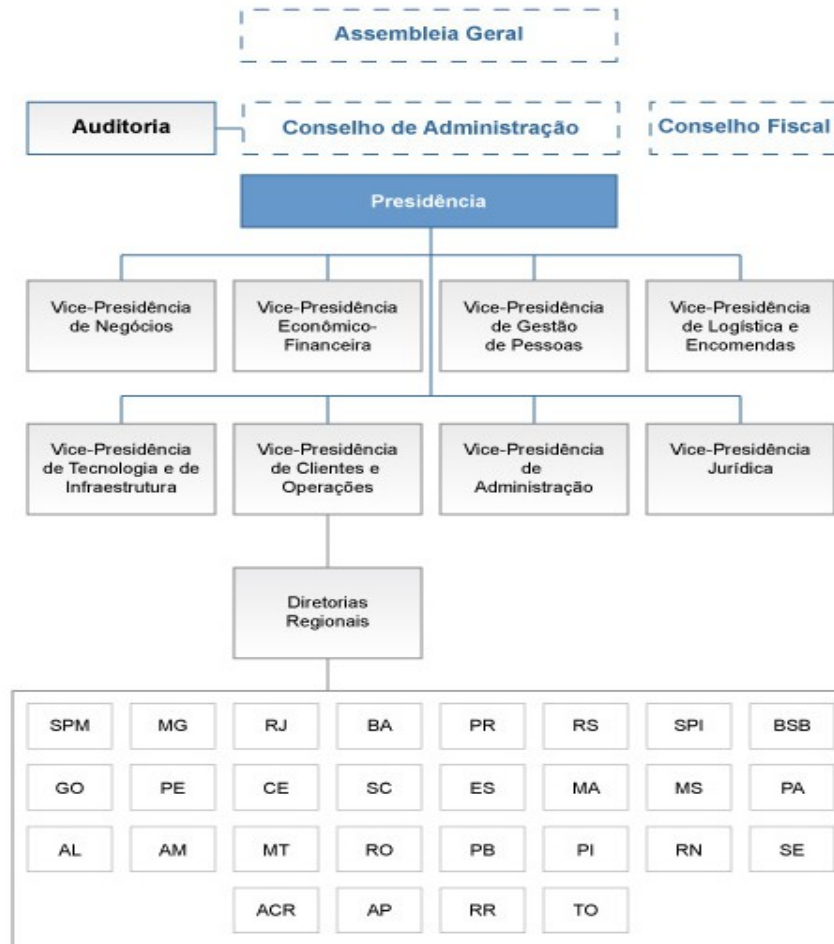 Assembleia Geral
Auditoria
Conselho de Administração
Conselho Fiscal
Presidência
Vice-Presidência
de Negócios
Vice-Presidência
Econômico-
Financeira
Vice-Presidência
de Gestão
de Pessoas
Vice-Presidência
de Logística e
Encomendas
Vice-Presidência
de Tecnologia e de
Infraestrutura
Vice-Presidência
de Clientes e
Operações
Vice-Presidência
de
Administração
Vice-Presidência
Jurídica
Diretorias
Regionais
SPM MG RJ BA PR RS SPI BSB
GO PE CE SC ES MA MS PA
AL AM MT RO PB PI RN SE
ACR AP RR TO